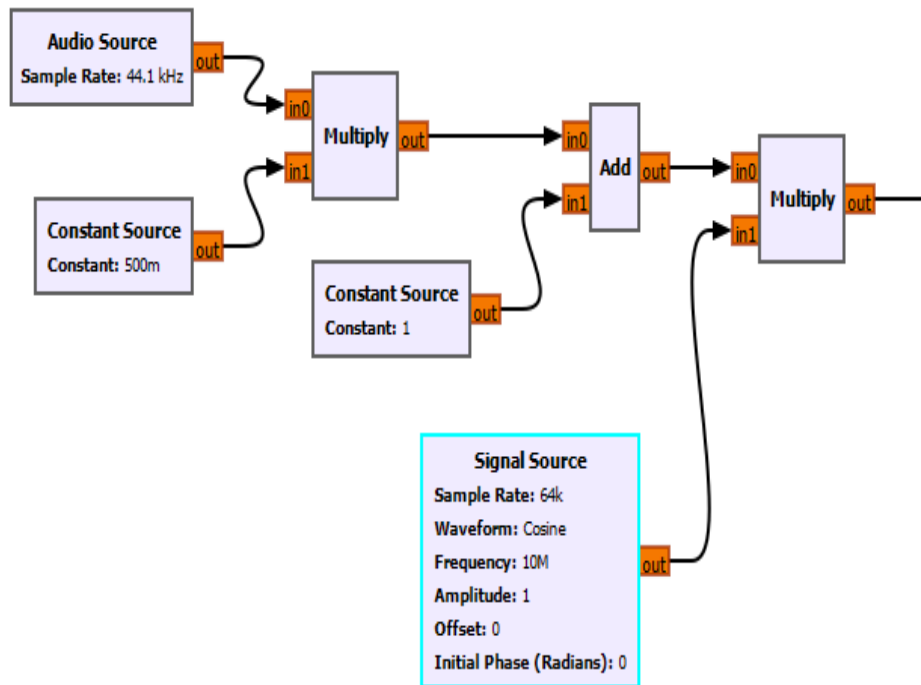 Audio Source
Sample Rate: 44.1 kHz
out
in0
in1
Multiply
out
Constant Source
Constant: 500m
out
in0
in1
Add
out
Constant Source
Constant: 1
out
in0
in1
Multiply
out
Signal Source
Sample Rate: 64k
Waveform: Cosine
Frequency: 10M
Amplitude: 1
Offset: 0
Initial Phase (Radians): 0
out